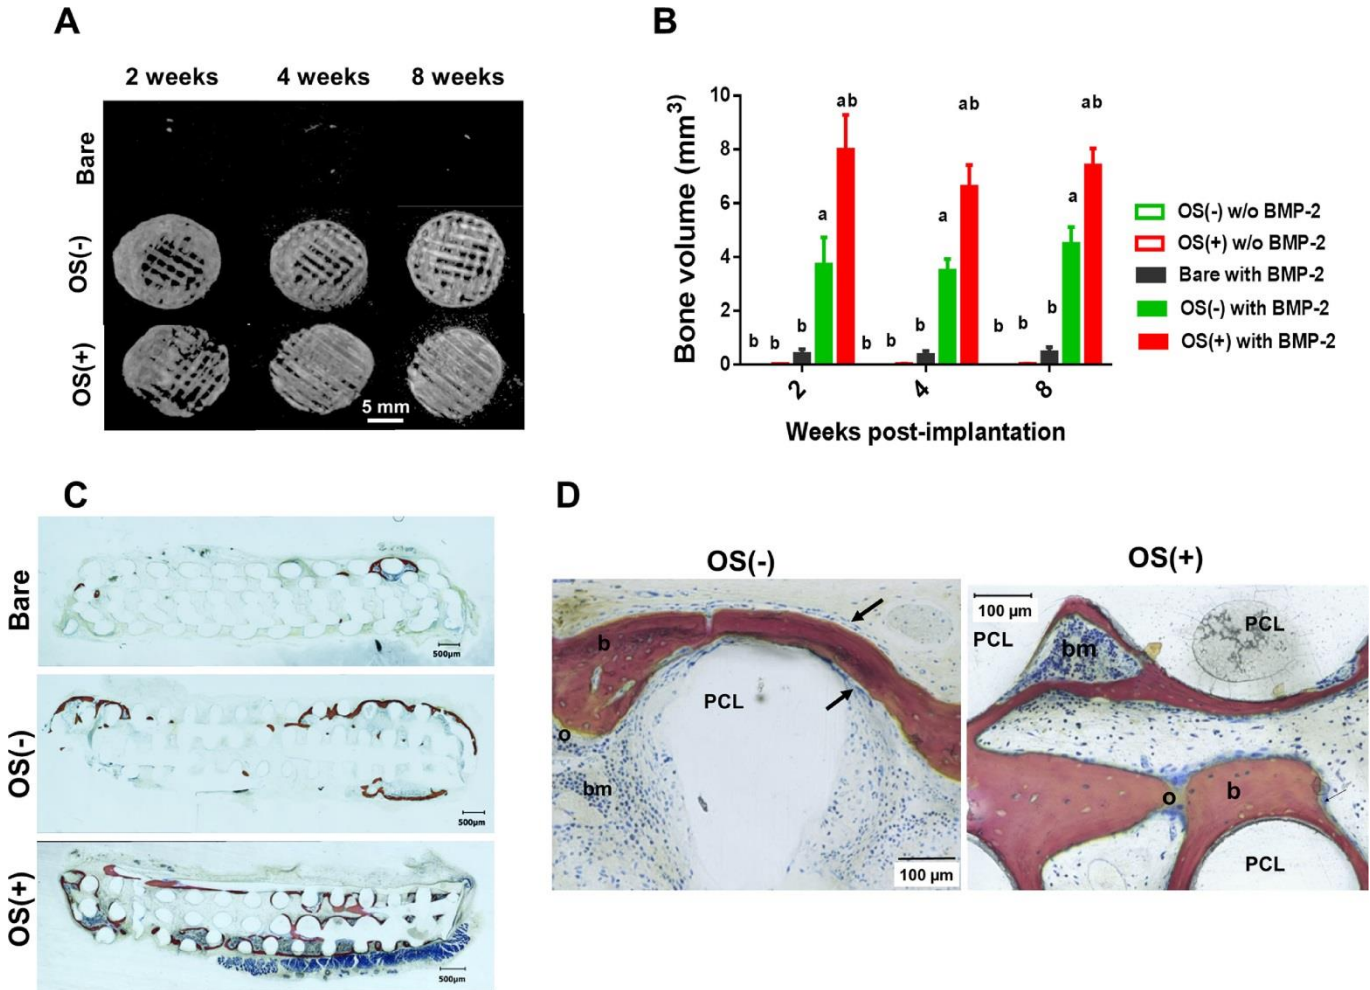 A
2 weeks 4 weeks 8 weeks
Bare
OS(-)
OS(+)
5 mm
B
Bone volume (mm³)
10
8
6
4
2
0
b b b a ab
b b b a ab
b b b a ab
2 4 8
Weeks post-implantation
OS(-) w/o BMP-2
OS(+) w/o BMP-2
Bare with BMP-2
OS(-) with BMP-2
OS(+) with BMP-2
C
Bare
500µm
OS(-)
500µm
OS(+)
500µm
D
OS(-)
b
PCL
o
bm
100 µm
OS(+)
100 µm
PCL
PCL
bm
o
b
PCL